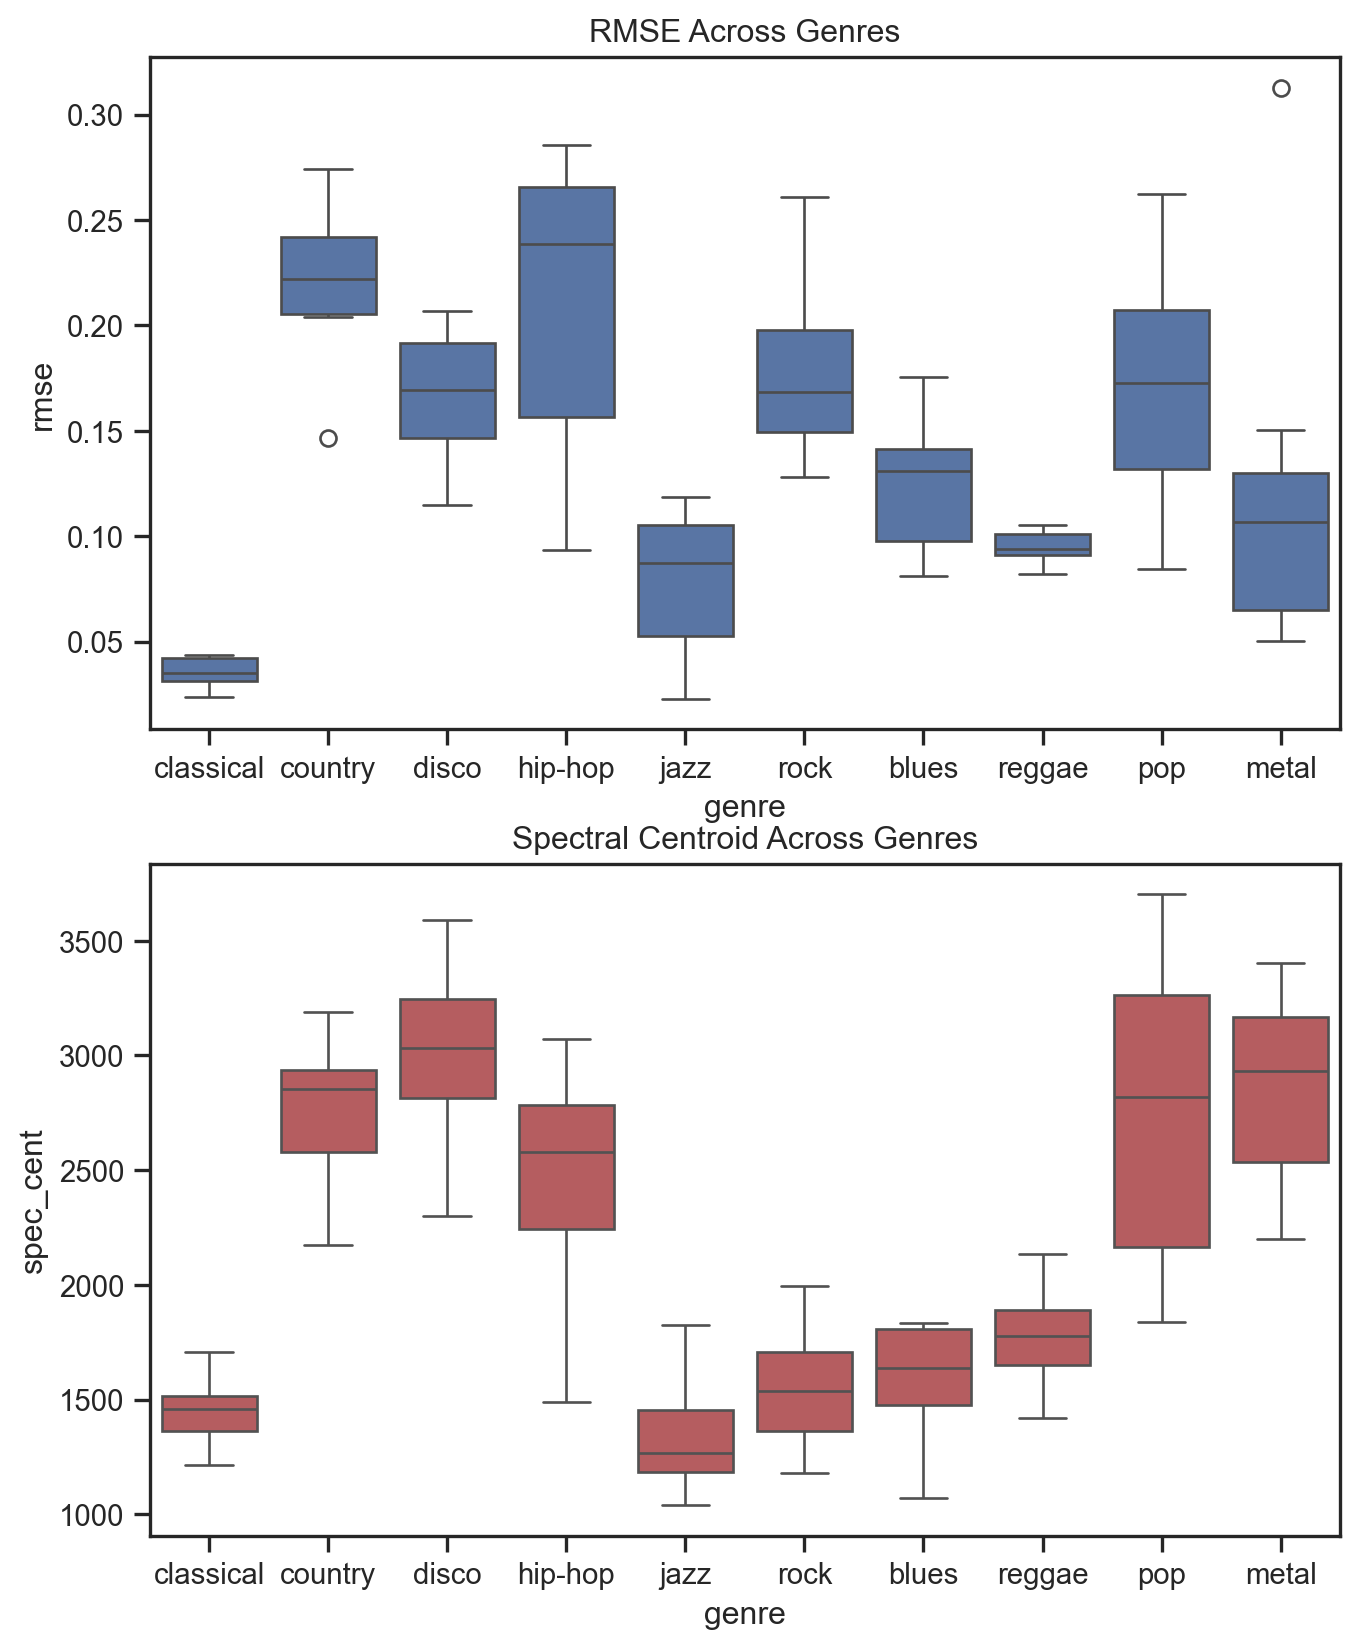 RMSE Across Genres
0.30
0.25
0.20
0.15
0.10
0.05
rmse
classical country disco hip-hop jazz rock blues reggae pop metal
genre
Spectral Centroid Across Genres
3500
3000
2500
2000
1500
1000
spec_cent
classical country disco hip-hop jazz rock blues reggae pop metal
genre